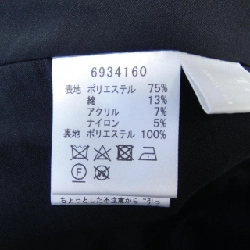 6934160
表地 ポリエステル 75%
綿 13%
アクリル 7%
ナイロン 5%
裏地 ポリエステル 100%